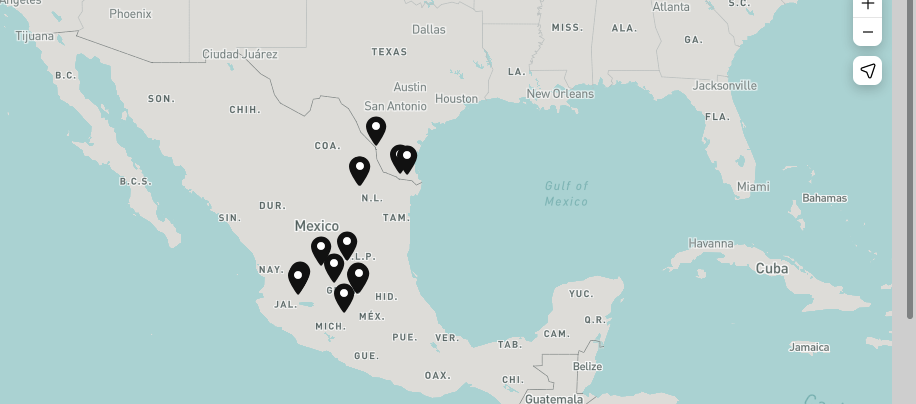 Angeles
Phoenix
Atlanta
S.C.
+
Tijuana
Dallas
MISS.
ALA.
GA.
−
Ciudad Juárez
TEXAS
B.C.
LA.
SON.
CHIH.
Austin
San Antonio
Houston
New Orleans
Jacksonville
FLA.
COA.
B.C.S.
Gulf of
Mexico
Miami
Bahamas
N.L.
DUR.
SIN.
TAM.
Mexico
Havanna
L.P.
NAY.
Cuba
G
JAL.
HID.
YUC.
MÉX.
MICH.
Q.R.
PUE.
VER.
CAM.
TAB.
Jamaica
GUE.
Belize
OAX.
CHI.
Guatemala